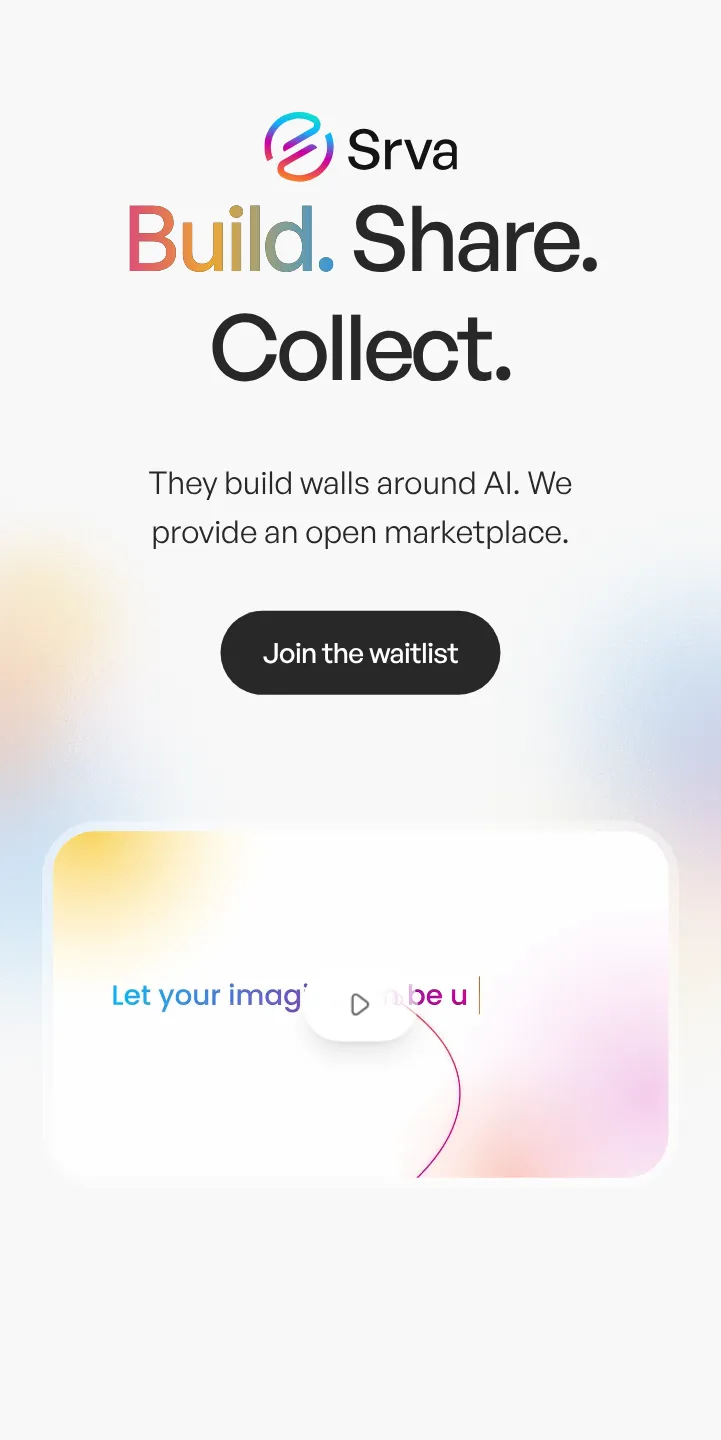 Srva
Build. Share.
Collect.
They build walls around AI. We
provide an open marketplace.
Join the waitlist
Let your be u